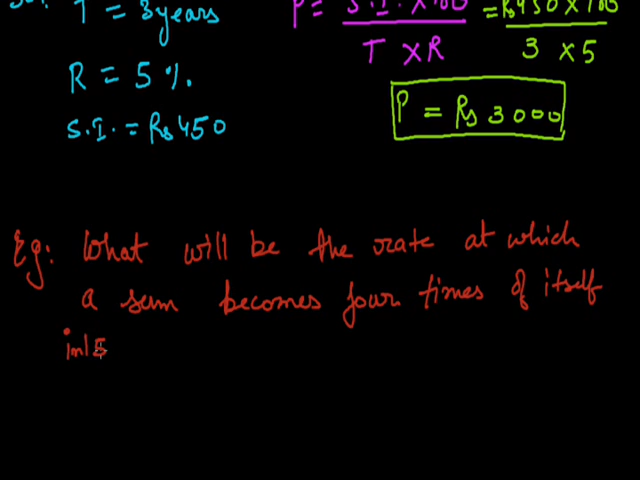 T = 3 years
P = S.I. × 100 / T × R = Rs 450 × 100 / 3 × 5
R = 5 %.
S.I. = Rs 450
P = Rs 3000
Eg: What will be the rate at which
a sum becomes four times of itself
in 15